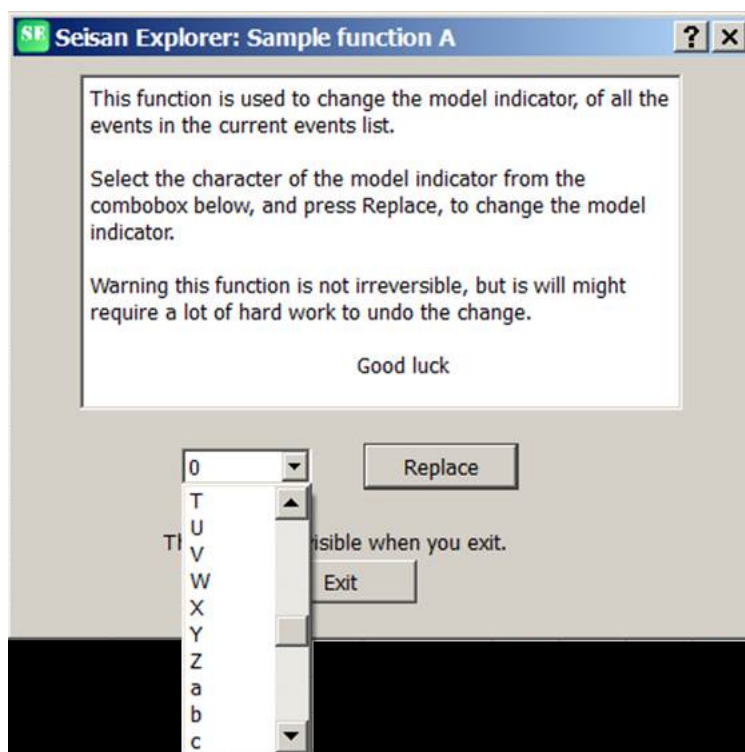 SE Seisan Explorer: Sample function A
This function is used to change the model indicator, of all the
events in the current events list.
Select the character of the model indicator from the
combobox below, and press Replace, to change the model
indicator.
Warning this function is not irreversible, but is will might
require a lot of hard work to undo the change.
Good luck
0
Replace
T
U
V
W
X
Y
Z
a
b
c
visible when you exit.
Exit